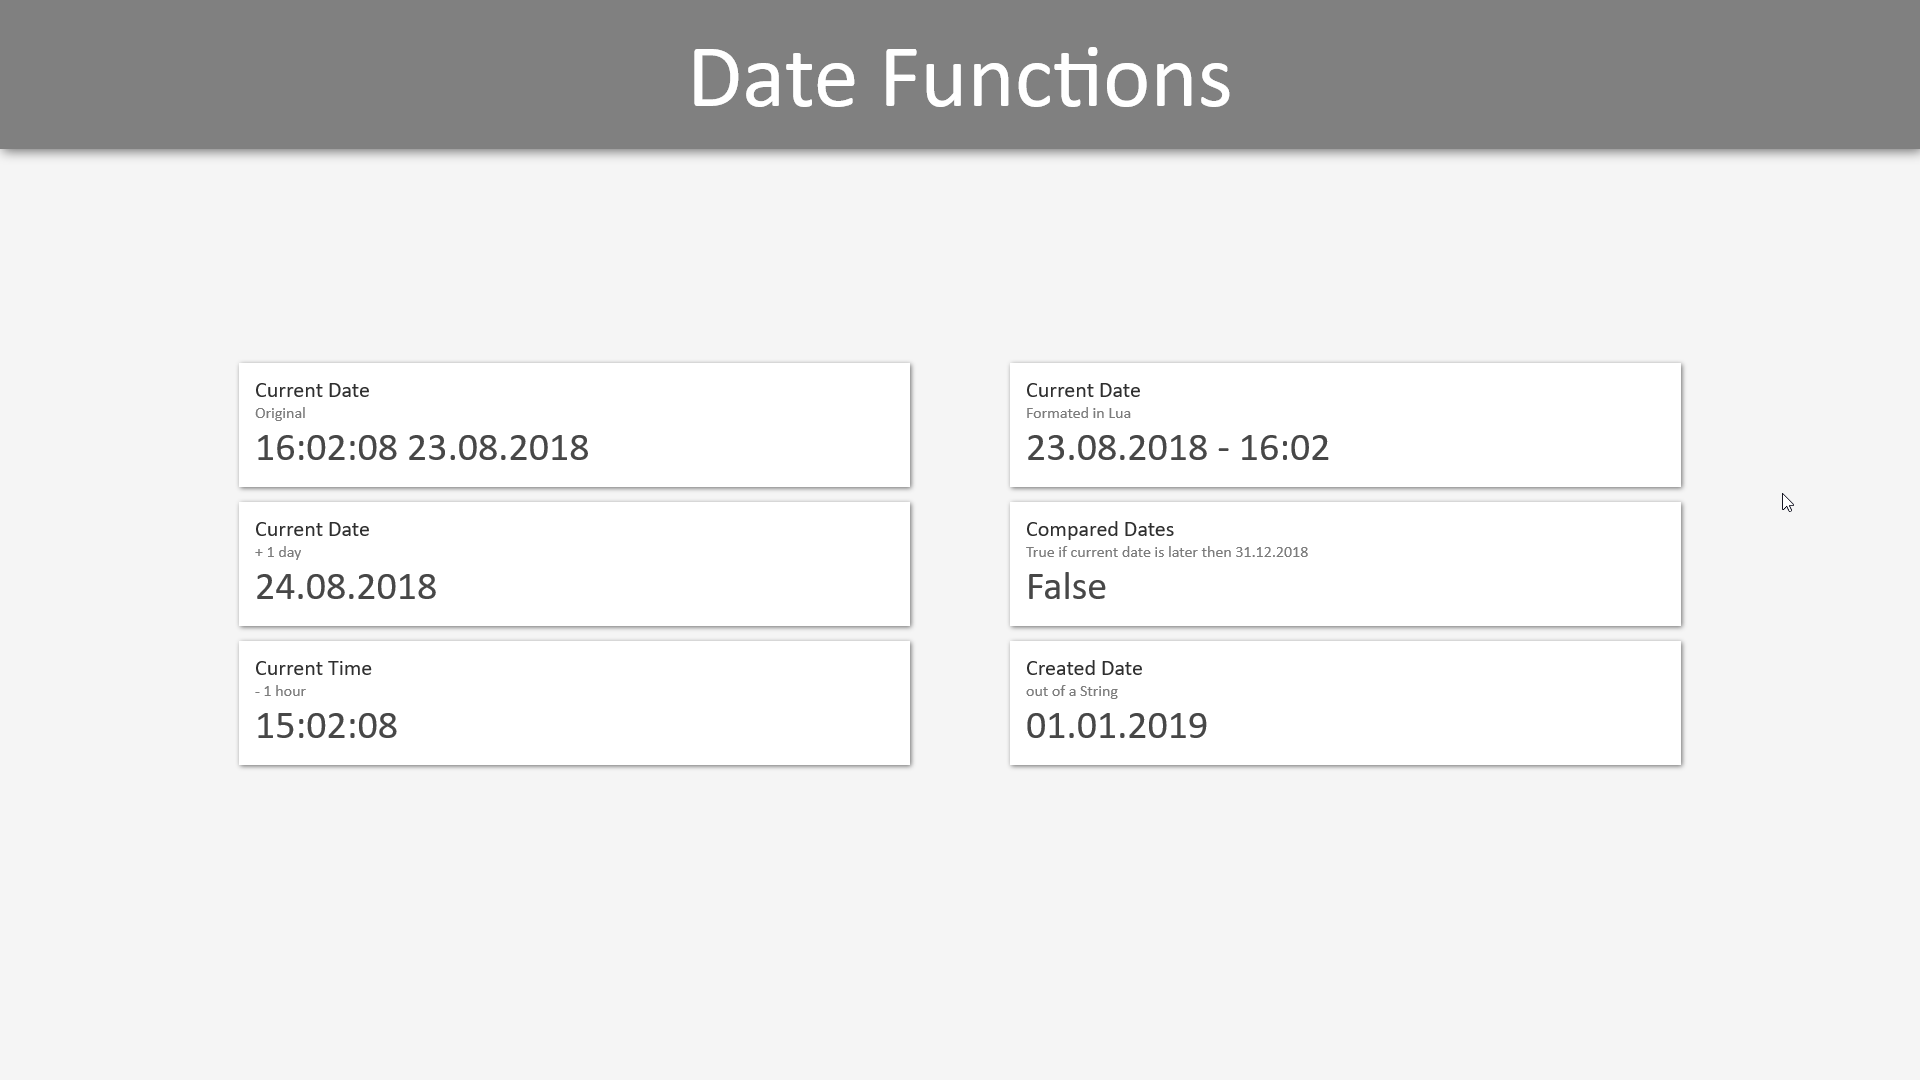 Date Functions
Current Date
Original
16:02:08 23.08.2018
Current Date
+ 1 day
24.08.2018
Current Time
- 1 hour
15:02:08
Current Date
Formated in Lua
23.08.2018 - 16:02
Compared Dates
True if current date is later then 31.12.2018
False
Created Date
out of a String
01.01.2019